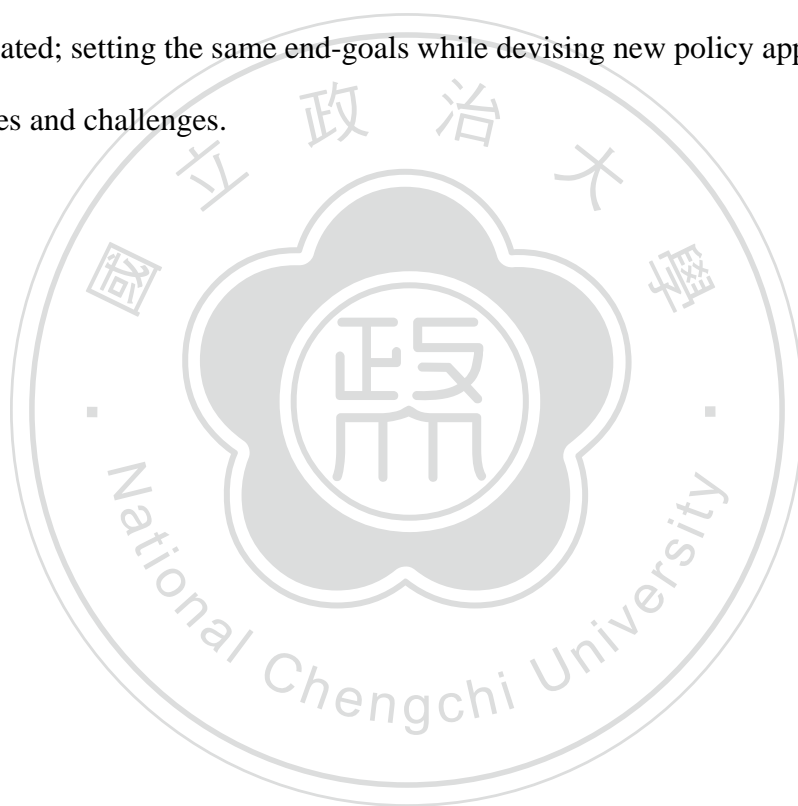 ated; setting the same end-goals while devising new policy app
es and challenges.
國立政治大學
National Chengchi University